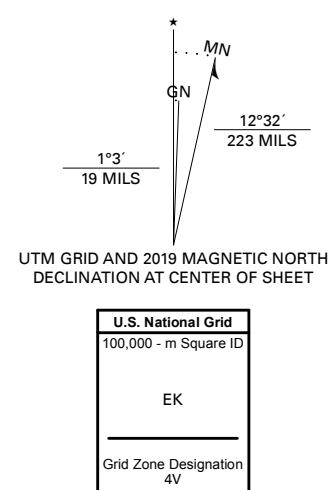 ★
MN
GN
12°32´
223 MILS
1°3´
19 MILS
UTM GRID AND 2019 MAGNETIC NORTH
DECLINATION AT CENTER OF SHEET
U.S. National Grid
100,000 - m Square ID
EK
Grid Zone Designation
4V